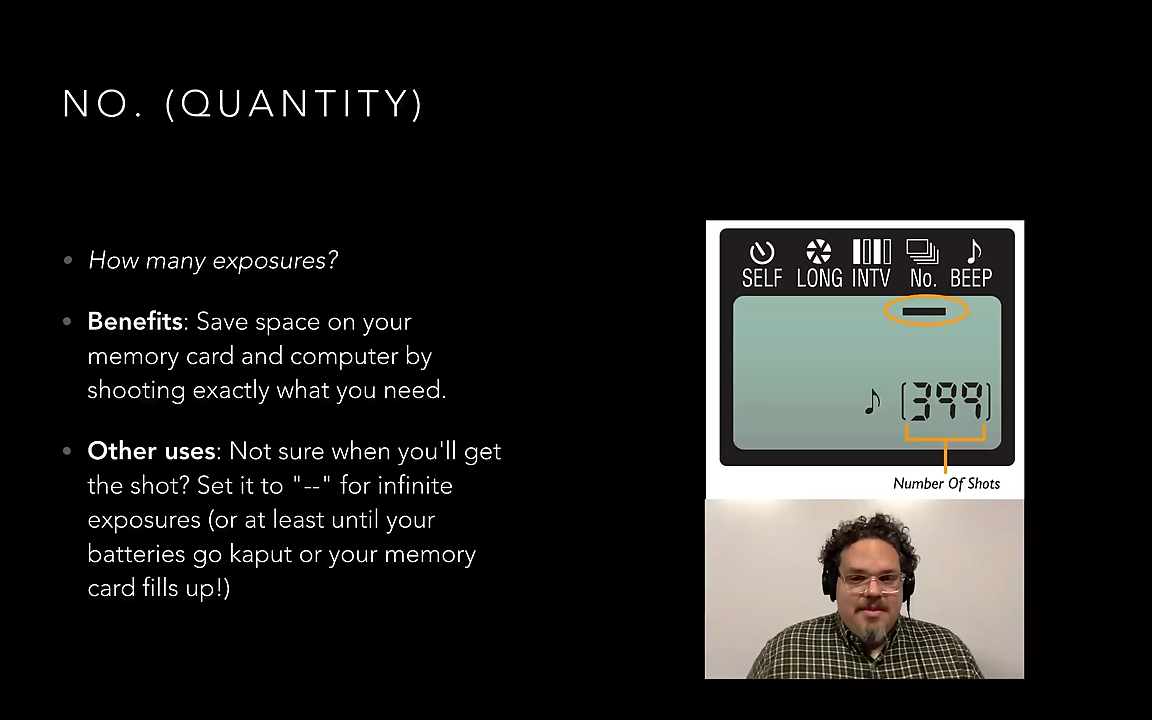 NO. (QUANTITY)
How many exposures?
Benefits: Save space on your
memory card and computer by
shooting exactly what you need.
Other uses: Not sure when you'll get
the shot? Set it to "--" for infinite
exposures (or at least until your
batteries go kaput or your memory
card fills up!)
SELF LONG INTV No. BEEP
[399]
Number Of Shots